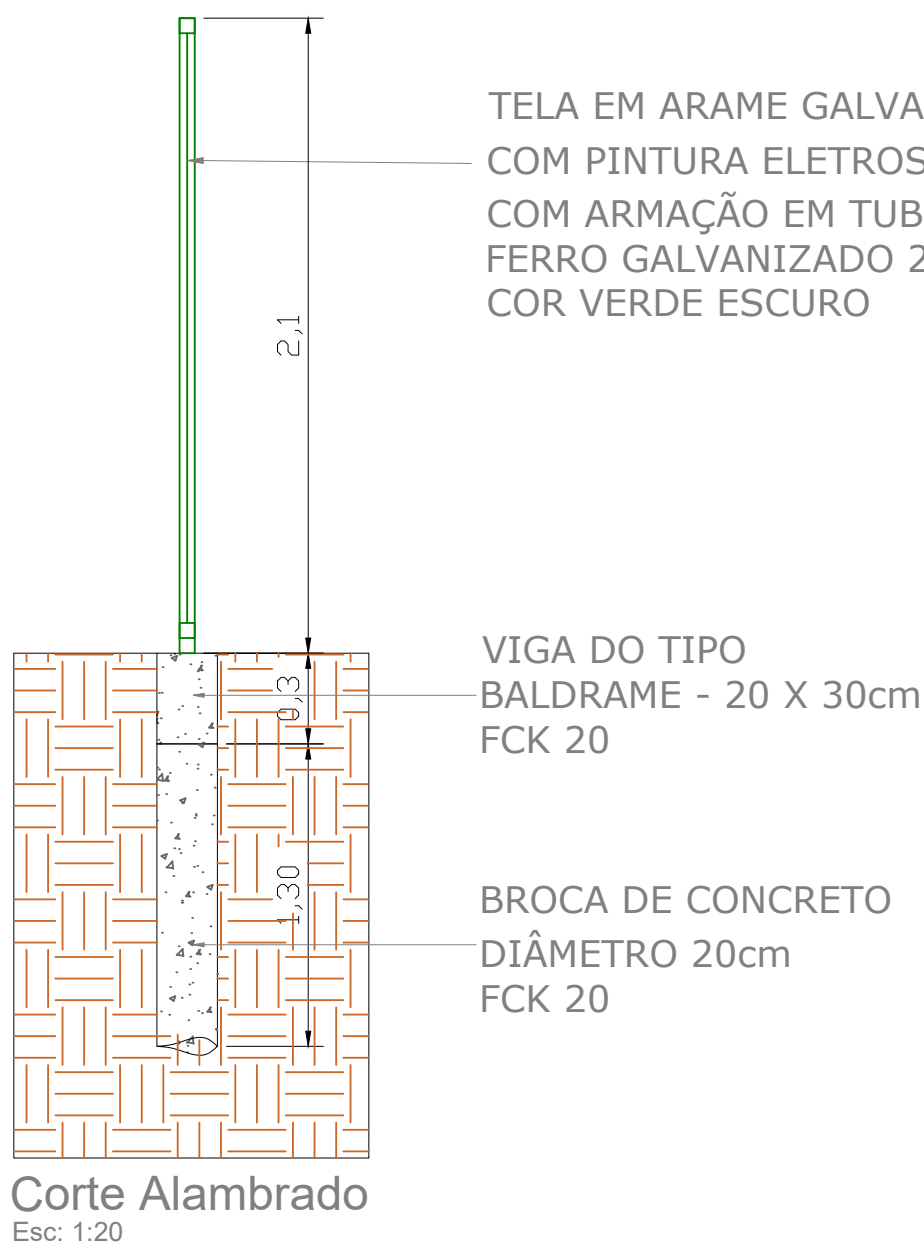 TELA EM ARAME GALVA
COM PINTURA ELETROS
COM ARMAÇÃO EM TUB
FERRO GALVANIZADO 2
COR VERDE ESCURO
2,1
VIGA DO TIPO
BALDRAME - 20 X 30cm
FCK 20
0,3
BROCA DE CONCRETO
DIÂMETRO 20cm
FCK 20
1,30
Corte Alambrado
Esc: 1:20